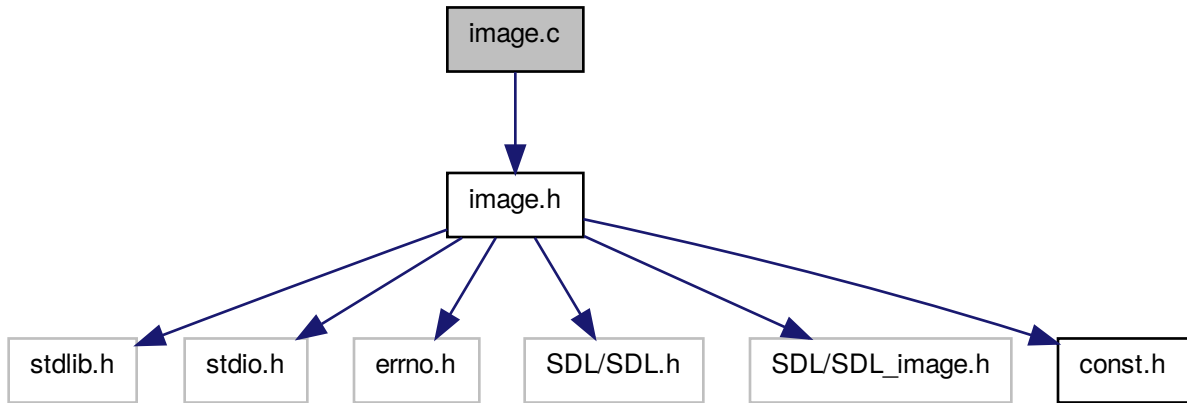 image.c
image.h
stdlib.h
stdio.h
errno.h
SDL/SDL.h
SDL/SDL_image.h
const.h